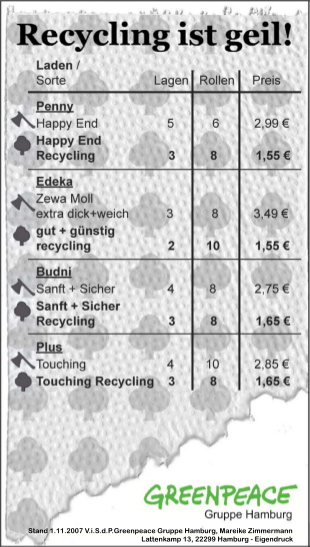 Recycling ist geil!
Laden /
Sorte Lagen Rollen Preis
Penny
Happy End 5 6 2,99 €
Happy End
Recycling 3 8 1,55 €
Edeka
Zewa Moll
extra dick+weich 3 8 3,49 €
gut + günstig
recycling 2 10 1,55 €
Budni
Sanft + Sicher 4 8 2,75 €
Sanft + Sicher
Recycling 3 8 1,65 €
Plus
Touching 4 10 2,85 €
Touching Recycling 3 8 1,65 €
GREENPEACE
Gruppe Hamburg
Stand 1.11.2007 V.i.S.d.P.Greenpeace Gruppe Hamburg, Mareike Zimmermann
Lattenkamp 13, 22299 Hamburg - Eigendruck